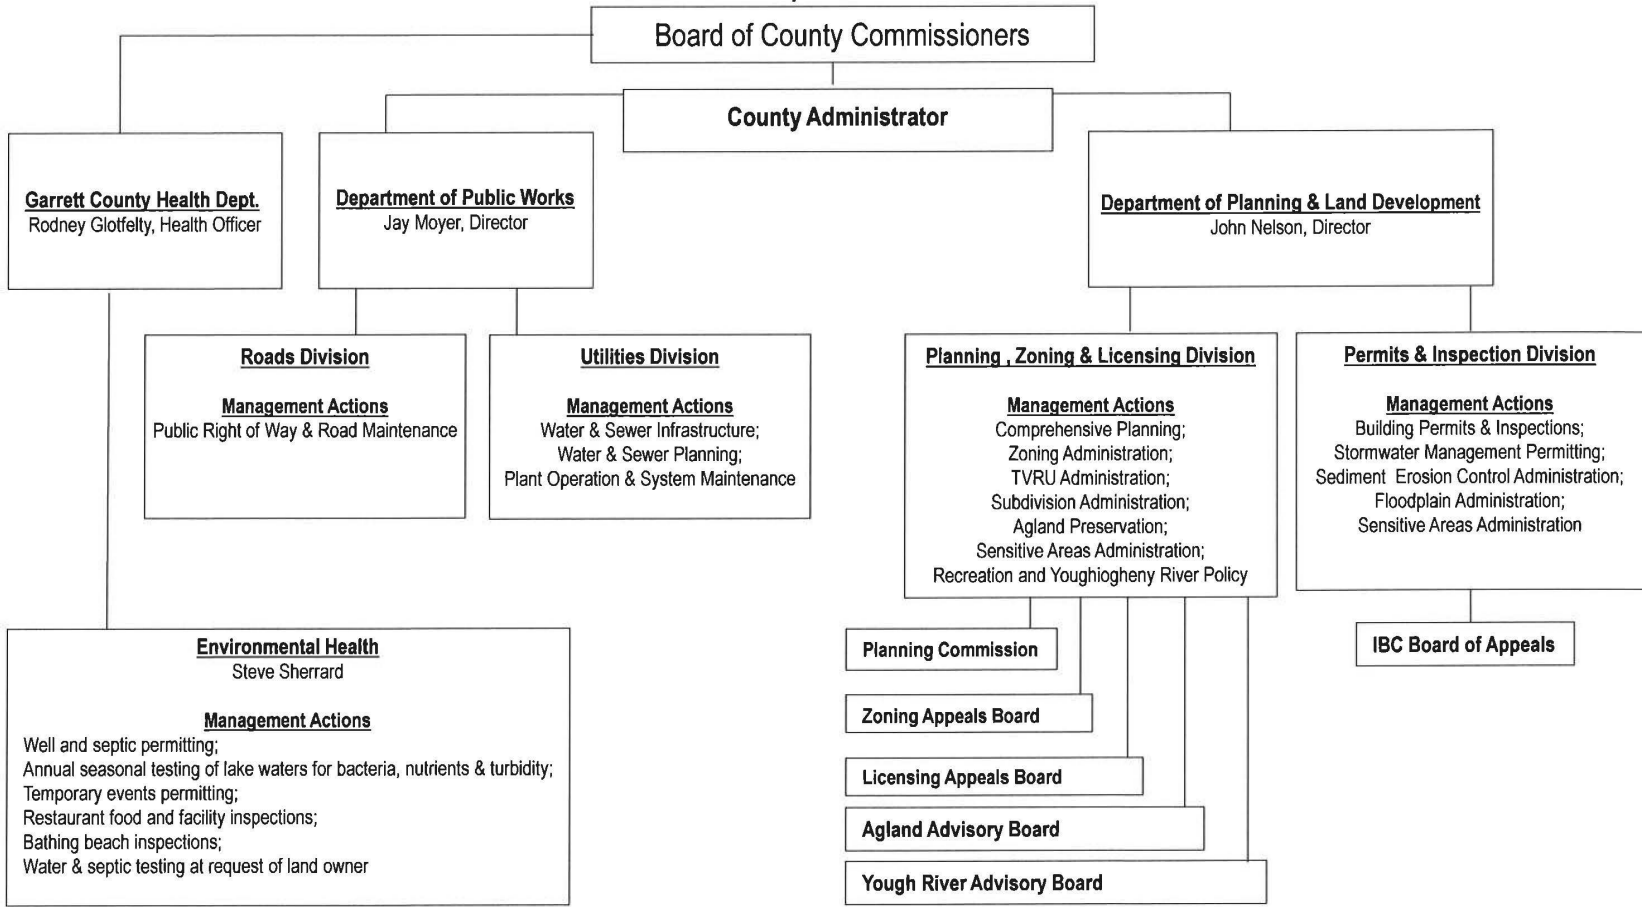 Board of County Commissioners
County Administrator
Garrett County Health Dept.
Rodney Glotfelty, Health Officer
Department of Public Works
Jay Moyer, Director
Department of Planning & Land Development
John Nelson, Director
Roads Division
Management Actions
Public Right of Way & Road Maintenance
Utilities Division
Management Actions
Water & Sewer Infrastructure;
Water & Sewer Planning;
Plant Operation & System Maintenance
Planning , Zoning & Licensing Division
Management Actions
Comprehensive Planning;
Zoning Administration;
TVRU Administration;
Subdivision Administration;
Agland Preservation;
Sensitive Areas Administration;
Recreation and Youghiogheny River Policy
Permits & Inspection Division
Management Actions
Building Permits & Inspections;
Stormwater Management Permitting;
Sediment Erosion Control Administration;
Floodplain Administration;
Sensitive Areas Administration
Environmental Health
Steve Sherrard
Management Actions
Well and septic permitting;
Annual seasonal testing of lake waters for bacteria, nutrients & turbidity;
Temporary events permitting;
Restaurant food and facility inspections;
Bathing beach inspections;
Water & septic testing at request of land owner
Planning Commission
Zoning Appeals Board
Licensing Appeals Board
Agland Advisory Board
Yough River Advisory Board
IBC Board of Appeals